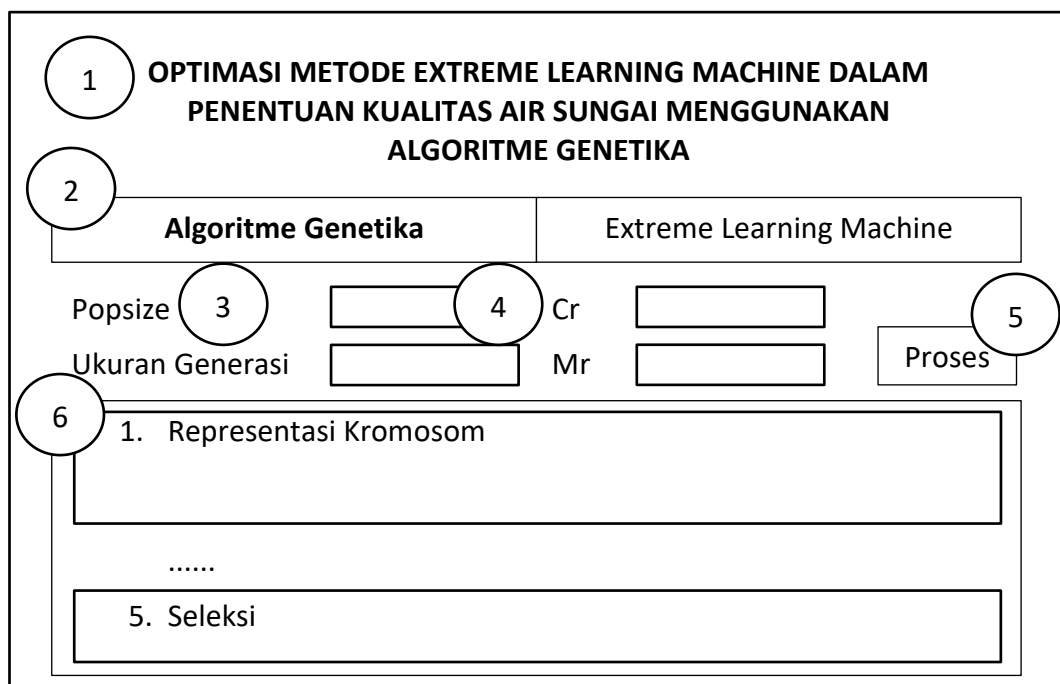 1
OPTIMASI METODE EXTREME LEARNING MACHINE DALAM
PENENTUAN KUALITAS AIR SUNGAI MENGGUNAKAN
ALGORITME GENETIKA
2
Algoritme Genetika Extreme Learning Machine
Popsize 3 4 Cr 5
Ukuran Generasi Mr Proses
6
1. Representasi Kromosom
......
5. Seleksi